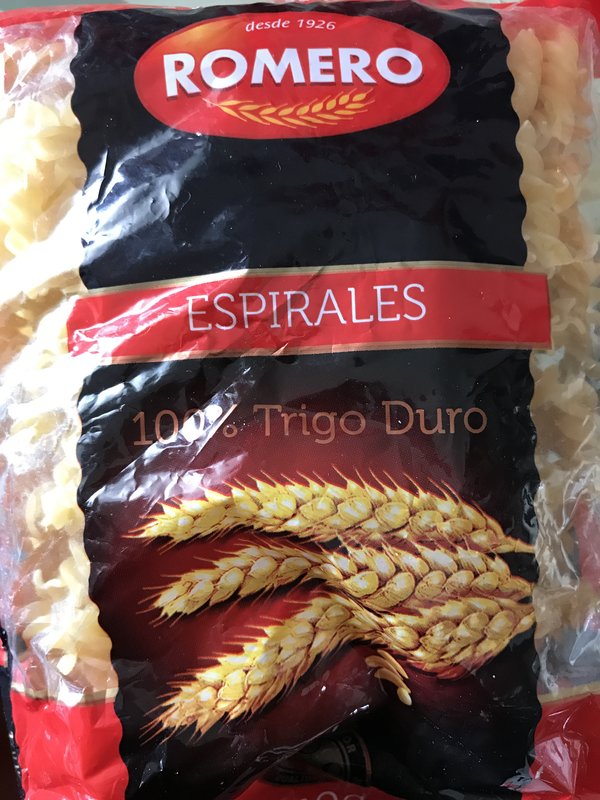 desde 1926
ROMERO
ESPIRALES
100% Trigo Duro